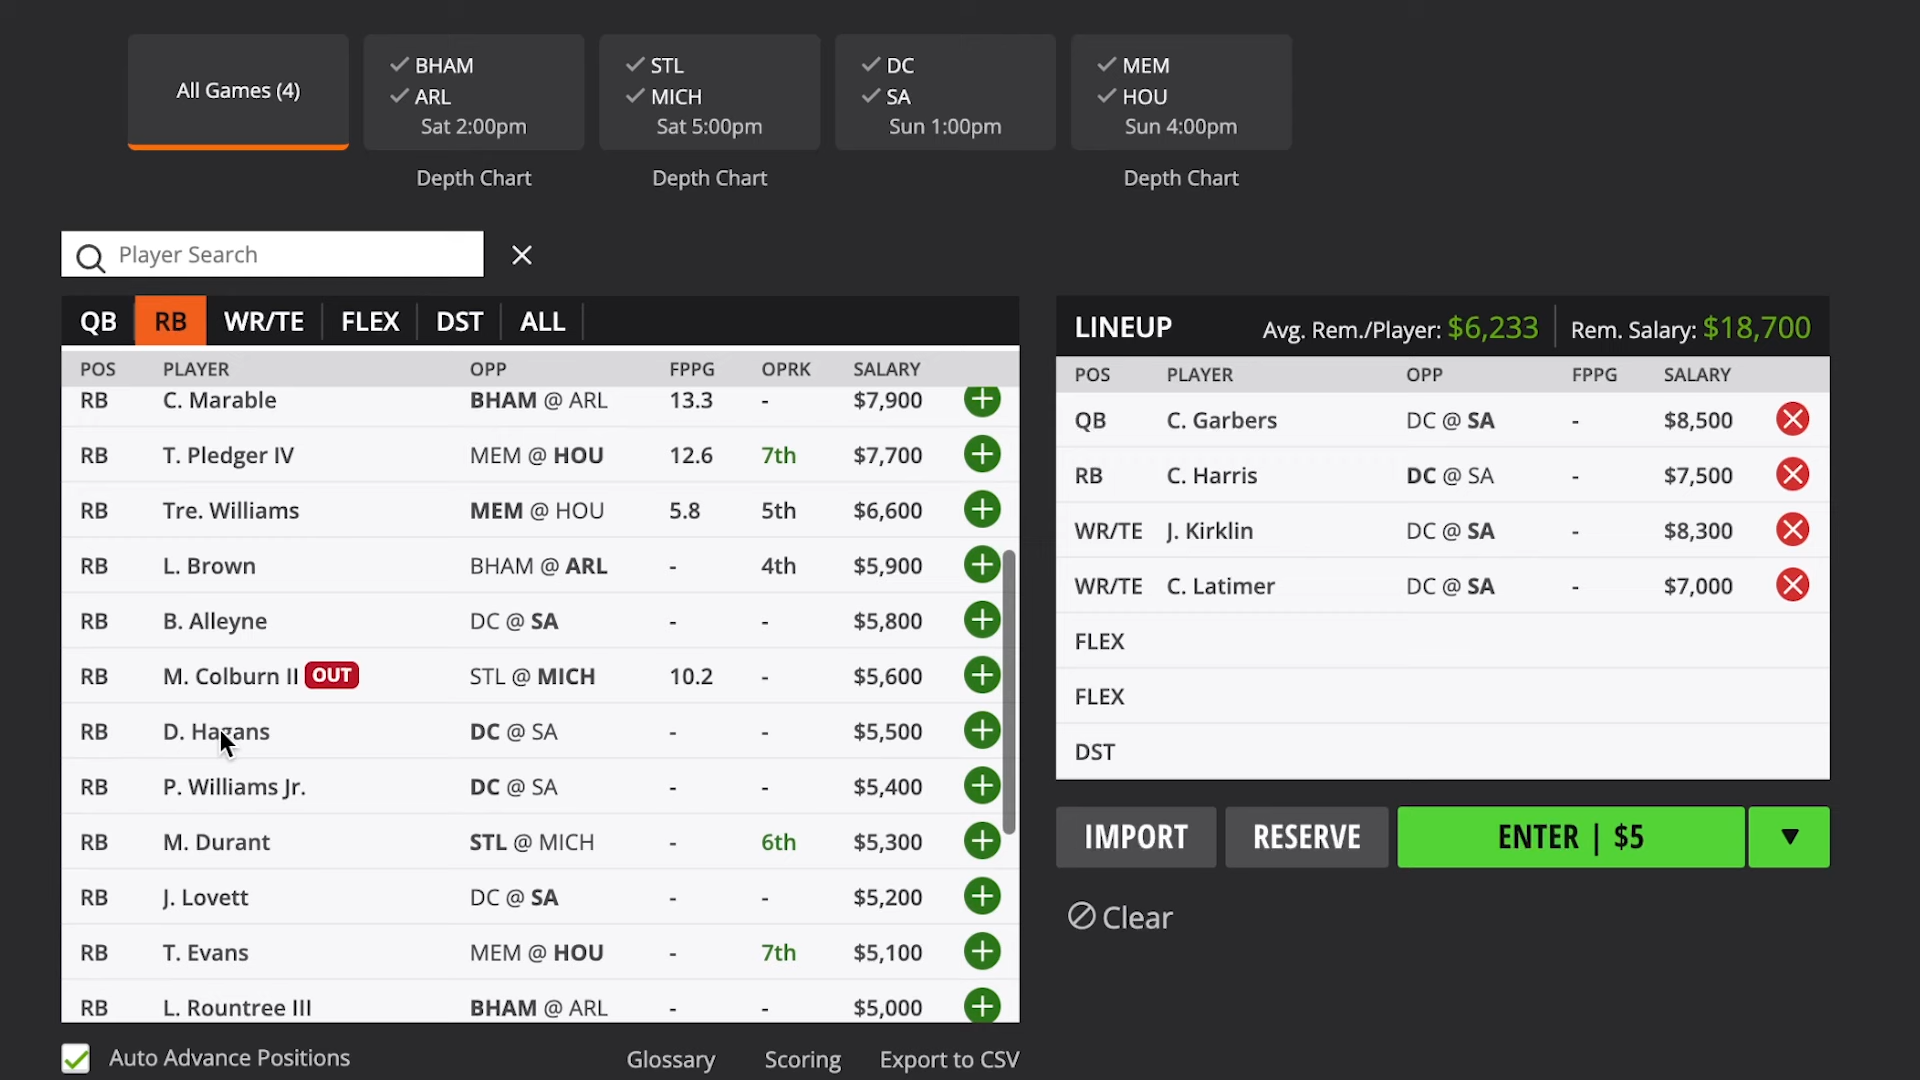 All Games (4)
BHAM
ARL
Sat 2:00pm
STL
MICH
Sat 5:00pm
DC
SA
Sun 1:00pm
MEM
HOU
Sun 4:00pm
Depth Chart
Depth Chart
Depth Chart
Player Search
QB RB WR/TE FLEX DST ALL
POS PLAYER OPP FPPG OPRK SALARY
RB C. Marable BHAM @ ARL 13.3 - $7,900
RB T. Pledger IV MEM @ HOU 12.6 7th $7,700
RB Tre. Williams MEM @ HOU 5.8 5th $6,600
RB L. Brown BHAM @ ARL - 4th $5,900
RB B. Alleyne DC @ SA - - $5,800
RB M. Colburn II OUT STL @ MICH 10.2 - $5,600
RB D. Hagans DC @ SA - - $5,500
RB P. Williams Jr. DC @ SA - - $5,400
RB M. Durant STL @ MICH - 6th $5,300
RB J. Lovett DC @ SA - - $5,200
RB T. Evans MEM @ HOU - 7th $5,100
RB L. Rountree III BHAM @ ARL - - $5,000
Auto Advance Positions
Glossary Scoring Export to CSV
LINEUP Avg. Rem./Player: $6,233 Rem. Salary: $18,700
POS PLAYER OPP FPPG SALARY
QB C. Garbers DC @ SA - $8,500
RB C. Harris DC @ SA - $7,500
WR/TE J. Kirklin DC @ SA - $8,300
WR/TE C. Latimer DC @ SA - $7,000
FLEX
FLEX
DST
IMPORT RESERVE ENTER | $5
Clear